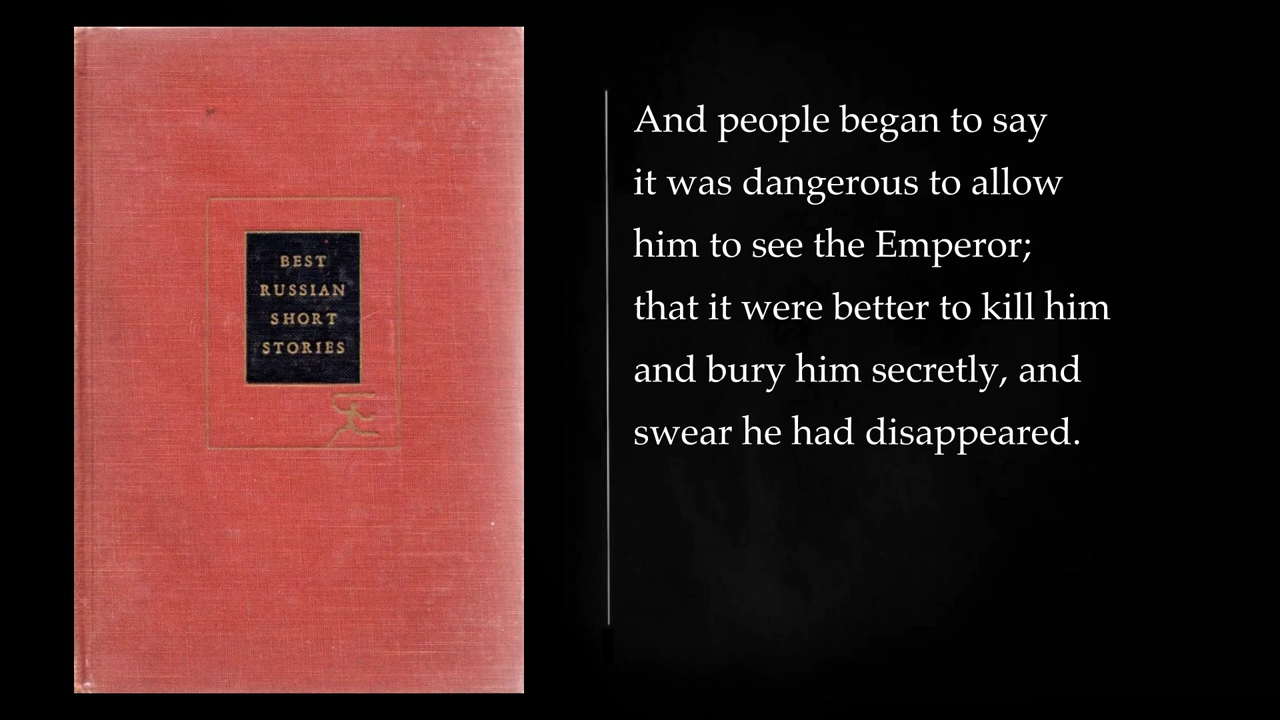 BEST
RUSSIAN
SHORT
STORIES
And people began to say
it was dangerous to allow
him to see the Emperor;
that it were better to kill him
and bury him secretly, and
swear he had disappeared.